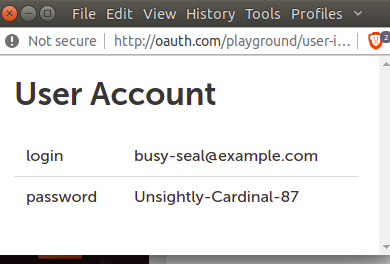 File Edit View History Tools Profiles
Not secure http://oauth.com/playground/user-i... 2
User Account
login busy-seal@example.com
password Unsightly-Cardinal-87